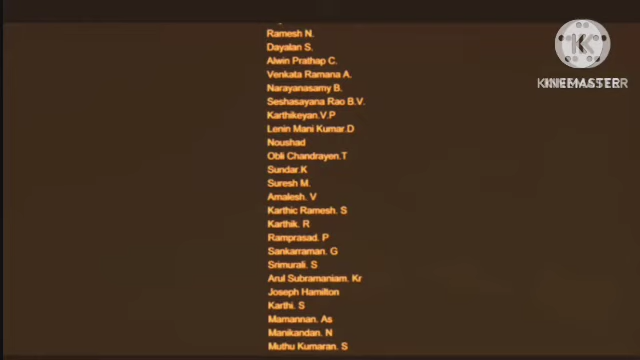 Ramesh N.
Dayalan S.
Alwin Prathap C.
Venkata Ramana A.
Narayanasamy B.
Seshasayana Rao B.V.
Karthikeyan.V.P
Lenin Mani Kumar.D
Noushad
Obli Chandrayen.T
Sundar.K
Suresh M.
Amalesh. V
Karthic Ramesh. S
Karthik. R
Ramprasad. P
Sankarraman. G
Srimurali. S
Arul Subramaniam. Kr
Joseph Hamilton
Karthi. S
Mamannan. As
Manikandan. N
Muthu Kumaran. S
KINEMASTER